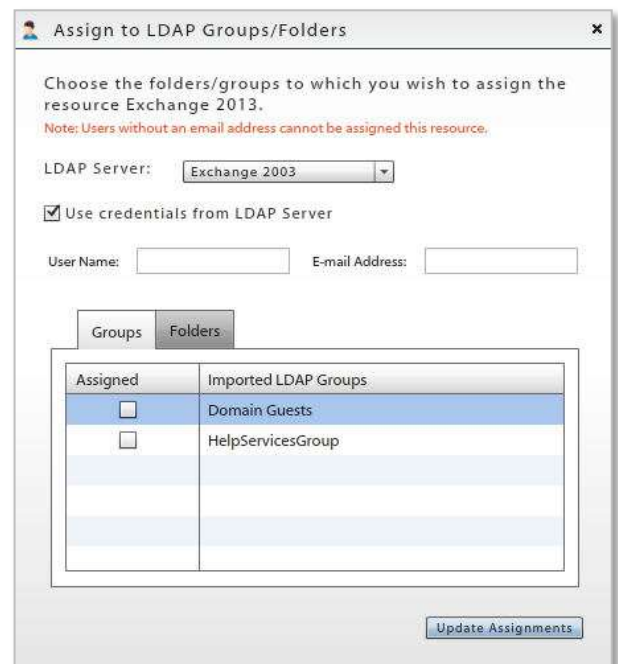 Assign to LDAP Groups/Folders
Choose the folders/groups to which you wish to assign the
resource Exchange 2013.
Note: Users without an email address cannot be assigned this resource.
LDAP Server: Exchange 2003
Use credentials from LDAP Server
User Name: E-mail Address:
Groups Folders
Assigned Imported LDAP Groups
Domain Guests
HelpServicesGroup
Update Assignments